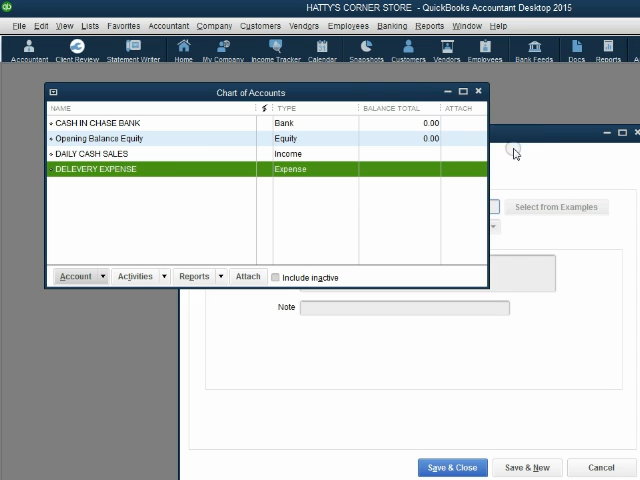 HATTY'S CORNER STORE - QuickBooks Accountant Desktop 2015
File Edit View Lists Favorites Accountant Company Customers Vendors Employees Banking Reports Window Help
Accountant Client Review Statement Writer Home My Company Income Tracker Calendar Snapshots Customers Vendors Employees Bank Feeds Docs Reports
Chart of Accounts
NAME TYPE BALANCE TOTAL ATTACH
CASH IN CHASE BANK Bank 0.00
Opening Balance Equity Equity 0.00
DAILY CASH SALES Income
DELEVERY EXPENSE Expense
Select from Examples
Account Activities Reports Attach Include inactive
Note
Save & Close Save & New Cancel